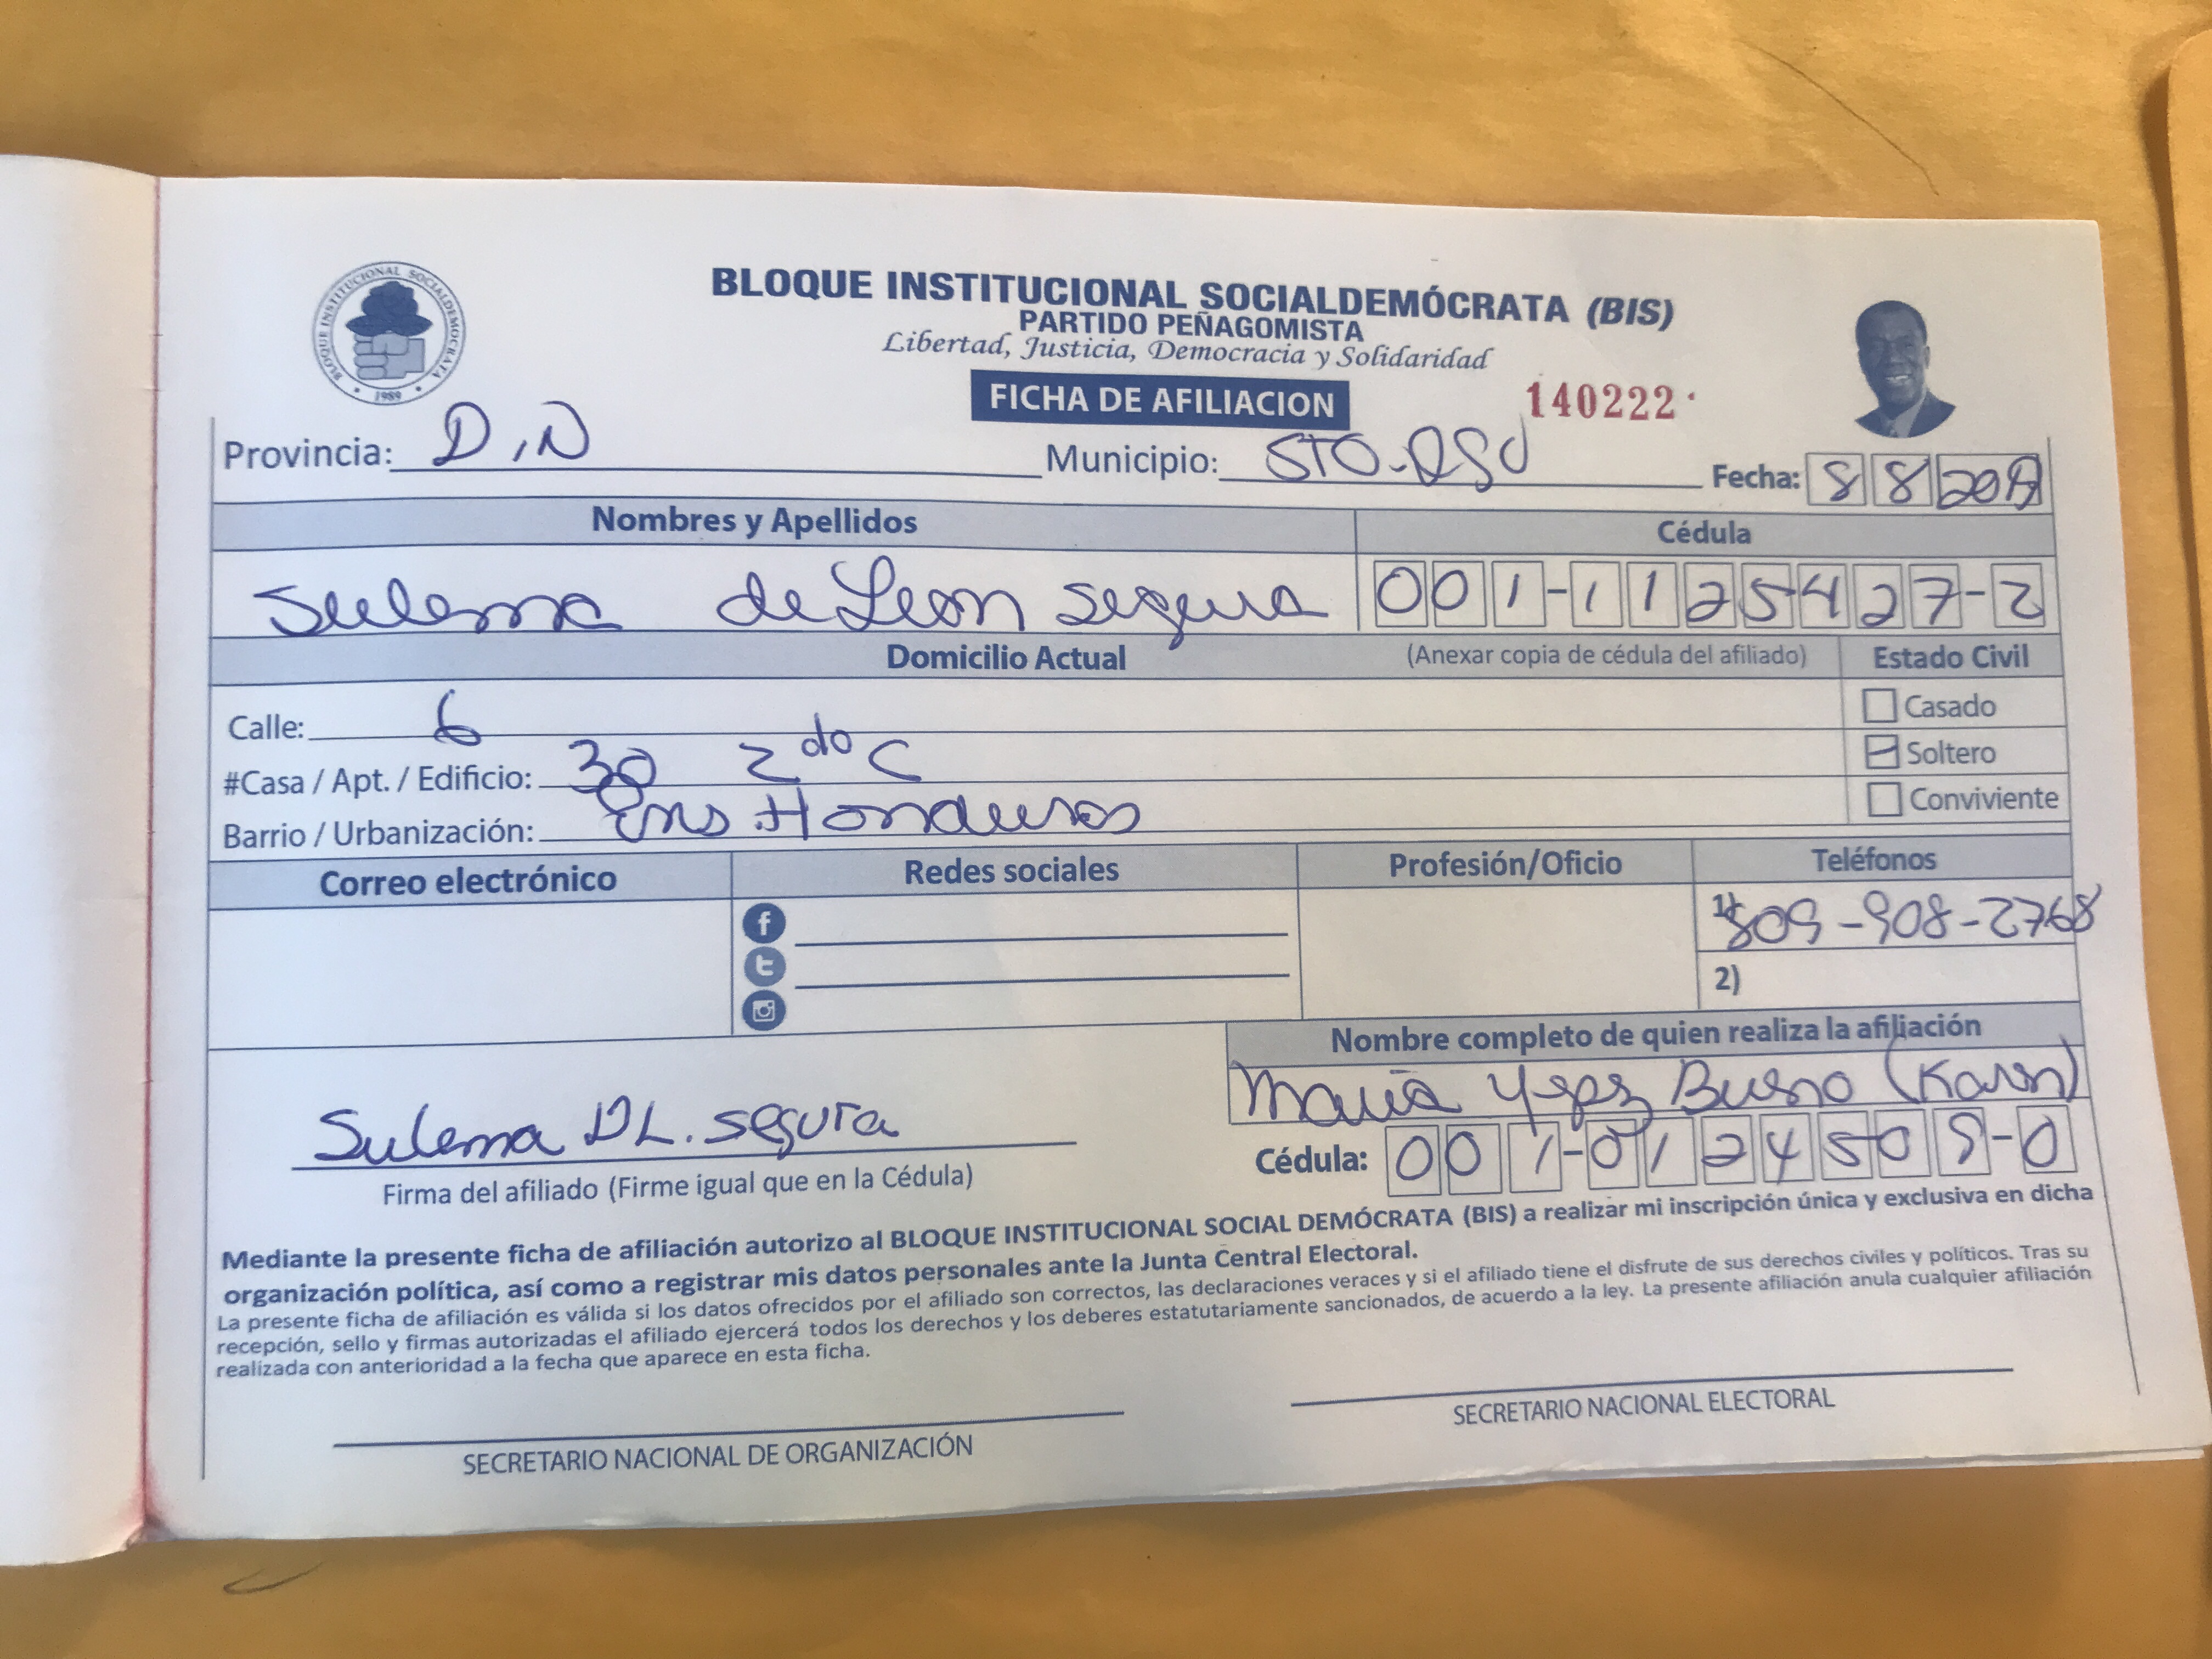 BLOQUE INSTITUCIONAL SOCIALDEMOCRATA
1989
BLOQUE INSTITUCIONAL SOCIALDEMÓCRATA (BIS)
PARTIDO PEÑAGOMISTA
Libertad, Justicia, Democracia y Solidaridad
FICHA DE AFILIACION 140222
Provincia: D.N Municipio: STO. DGO Fecha: 8 8
Nombres y Apellidos Cédula
Sulema de Leon Segura 001-1125427-2
Domicilio Actual (Anexar copia de cédula del afiliado) Estado Civil
Calle: 6 Casado
#Casa / Apt. / Edificio: 30 2do C Soltero
Barrio / Urbanización: Ens Honduras Conviviente
Correo electrónico Redes sociales Profesión/Oficio Teléfonos
1) 809-908-2768
2)
Nombre completo de quien realiza la afiliación
Maria Bueno (Karen)
Sulema DL. Segura
Cédula: 001-0124509-0
Firma del afiliado (Firme igual que en la Cédula)
Mediante la presente ficha de afiliación autorizo al BLOQUE INSTITUCIONAL SOCIAL DEMÓCRATA (BIS) a realizar mi inscripción única y exclusiva en dicha
organización política, así como a registrar mis datos personales ante la Junta Central Electoral.
La presente ficha de afiliación es válida si los datos ofrecidos por el afiliado son correctos, las declaraciones veraces y si el afiliado tiene el disfrute de sus derechos civiles y políticos. Tras su
recepción, sello y firmas autorizadas el afiliado ejercerá todos los derechos y los deberes estatutariamente sancionados, de acuerdo a la ley. La presente afiliación anula cualquier afiliación
realizada con anterioridad a la fecha que aparece en esta ficha.
SECRETARIO NACIONAL DE ORGANIZACIÓN SECRETARIO NACIONAL ELECTORAL